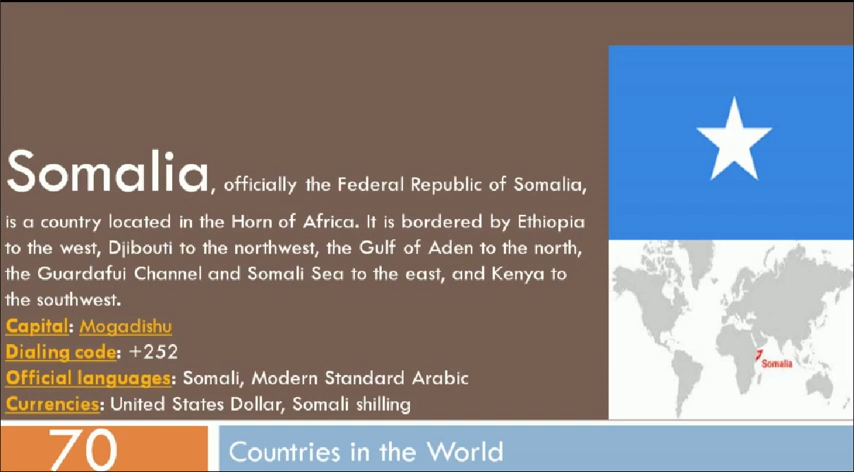 Somalia, officially the Federal Republic of Somalia,
is a country located in the Horn of Africa. It is bordered by Ethiopia
to the west, Djibouti to the northwest, the Gulf of Aden to the north,
the Guardafui Channel and Somali Sea to the east, and Kenya to
the southwest.
Capital: Mogadishu
Dialing code: +252
Official languages: Somali, Modern Standard Arabic
Currencies: United States Dollar, Somali shilling
Somalia
70
Countries in the World